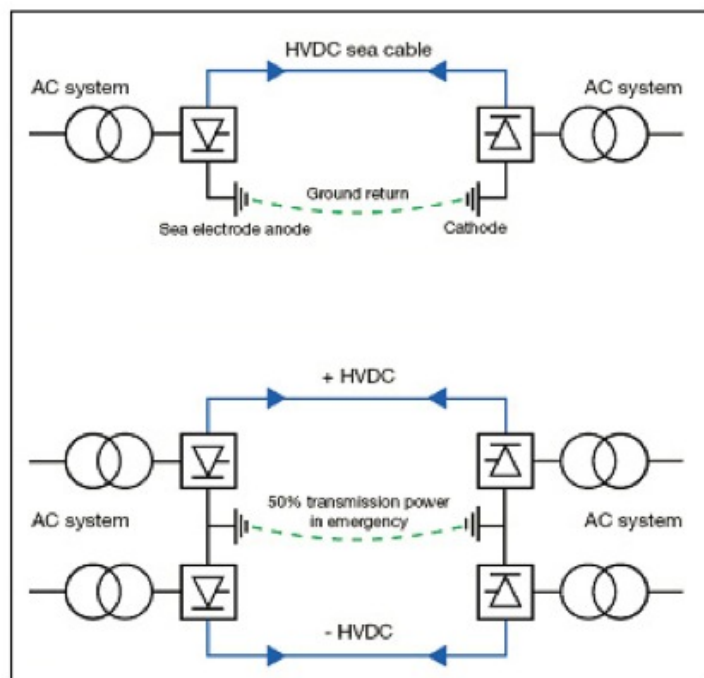 HVDC sea cable
AC system
AC system
Ground return
Sea electrode anode
Cathode
+ HVDC
50% transmission power
in emergency
AC system
AC system
- HVDC